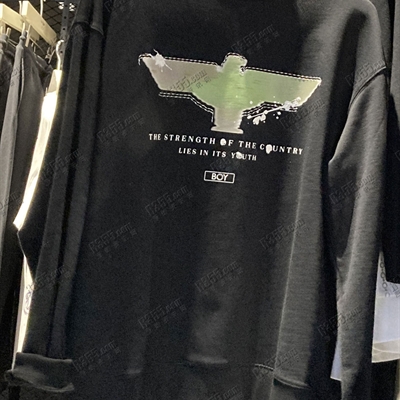 THE STRENGTH OF THE COUNTRY
LIES IN ITS YOUTH
BOY